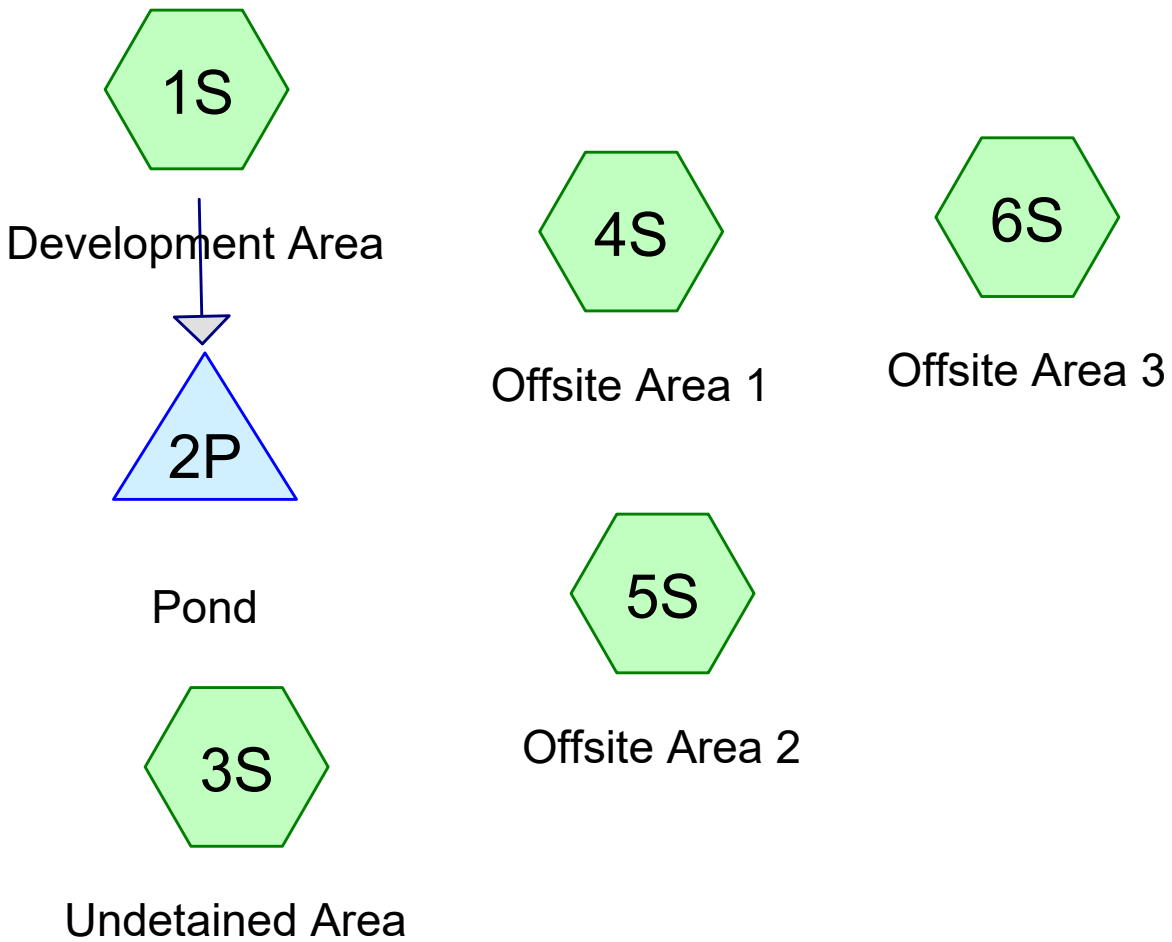 1S
Development Area
2P
Pond
3S
Undetained Area
4S
Offsite Area 1
5S
Offsite Area 2
6S
Offsite Area 3